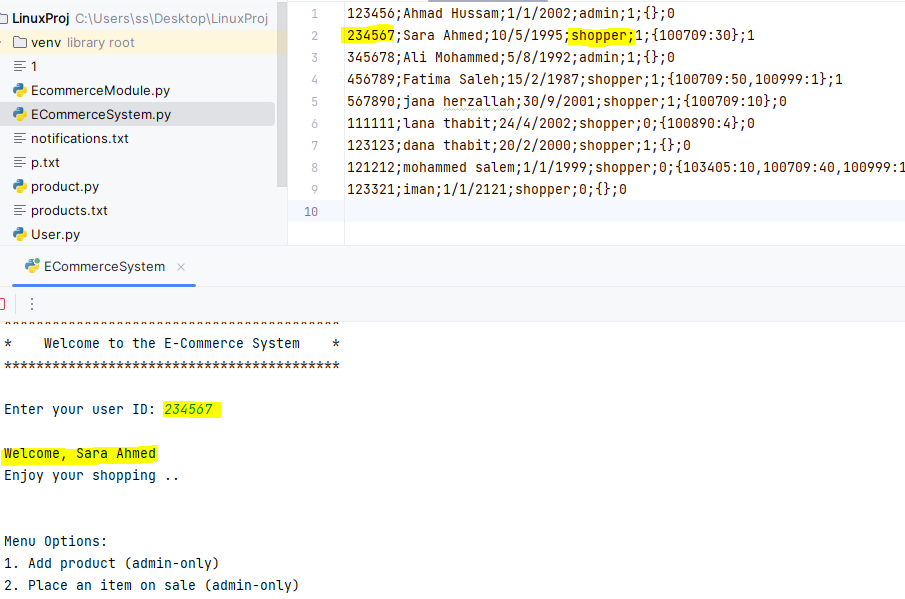 LinuxProj C:\Users\ss\Desktop\LinuxProj
venv library root
1
EcommerceModule.py
ECommerceSystem.py
notifications.txt
p.txt
product.py
products.txt
User.py
1 123456;Ahmad Hussam;1/1/2002;admin;1;{};0
2 234567;Sara Ahmed;10/5/1995;shopper;1;{100709:30};1
3 345678;Ali Mohammed;5/8/1992;admin;1;{};0
4 456789;Fatima Saleh;15/2/1987;shopper;1;{100709:50,100999:1};1
5 567890;jana herzallah;30/9/2001;shopper;1;{100709:10};0
6 111111;lana thabit;24/4/2002;shopper;0;{100890:4};0
7 123123;dana thabit;20/2/2000;shopper;1;{};0
8 121212;mohammed salem;1/1/1999;shopper;0;{103405:10,100709:40,100999:1
9 123321;iman;1/1/2121;shopper;0;{};0
10
ECommerceSystem ×
******************************************
* Welcome to the E-Commerce System *
******************************************
Enter your user ID: 234567
Welcome, Sara Ahmed
Enjoy your shopping ..
Menu Options:
1. Add product (admin-only)
2. Place an item on sale (admin-only)